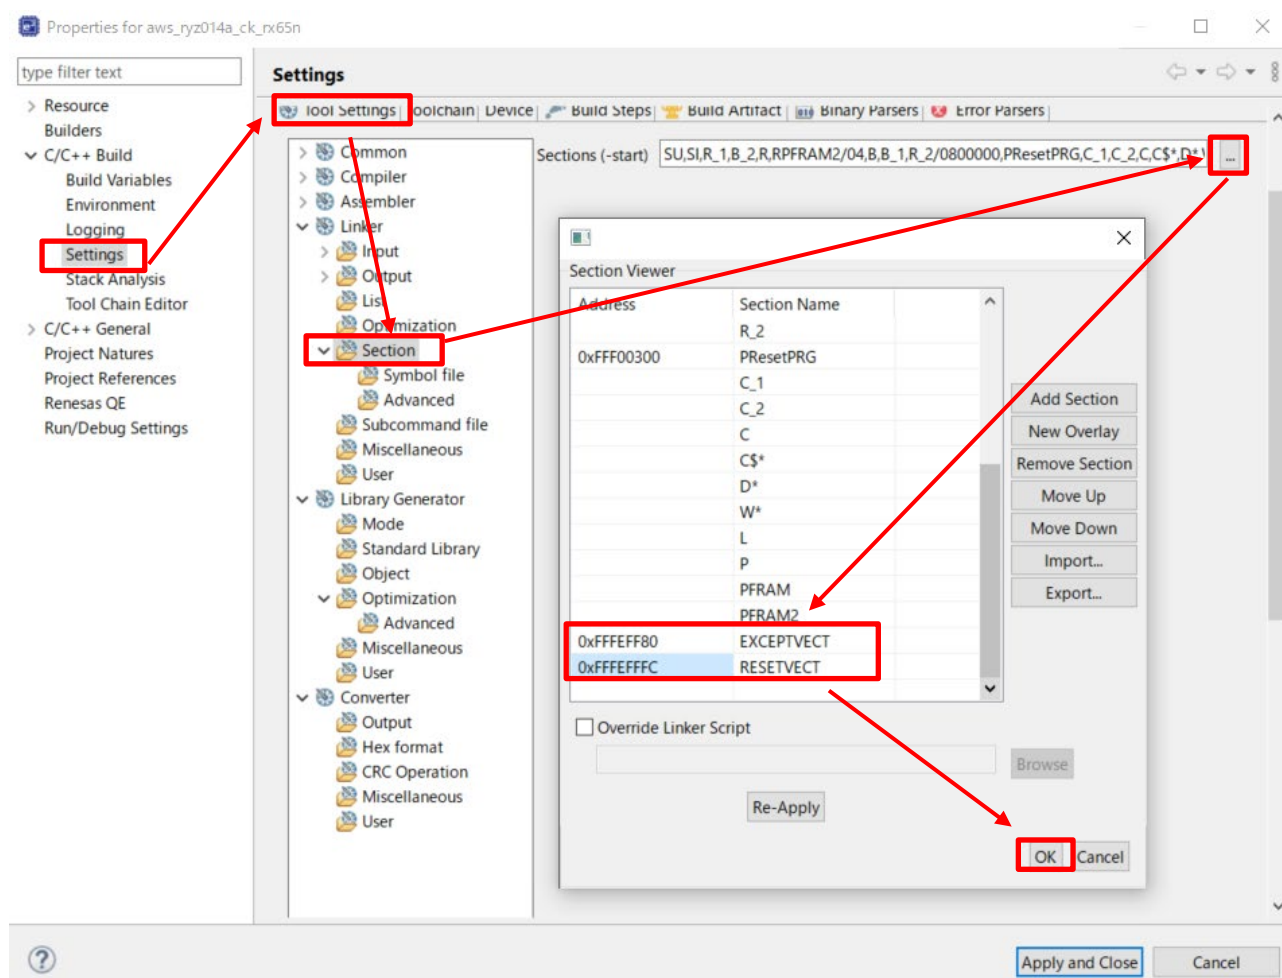 Properties for aws_ryz014a_ck_rx65n
type filter text
Resource
Builders
C/C++ Build
Build Variables
Environment
Logging
Settings
Stack Analysis
Tool Chain Editor
C/C++ General
Project Natures
Project References
Renesas QE
Run/Debug Settings
Settings
Tool Settings Toolchain Device Build Steps Build Artifact Binary Parsers Error Parsers
Common
Compiler
Assembler
Linker
Input
Output
List
Optimization
Section
Symbol file
Advanced
Subcommand file
Miscellaneous
User
Library Generator
Mode
Standard Library
Object
Optimization
Advanced
Miscellaneous
User
Converter
Output
Hex format
CRC Operation
Miscellaneous
User
Sections (-start) SU,SI,R_1,B_2,R,RPFRAM2/04,B,B_1,R_2/0800000,PResetPRG,C_1,C_2,C,C$*,D*,\ ...
Section Viewer
Address Section Name
R_2
0xFFF00300 PResetPRG
C_1
C_2
C
C$*
D*
W*
L
P
PFRAM
PFRAM2
0xFFFEFF80 EXCEPTVECT
0xFFFEFFFC RESETVECT
Add Section
New Overlay
Remove Section
Move Up
Move Down
Import...
Export...
Override Linker Script
Browse
Re-Apply
OK Cancel
? Apply and Close Cancel